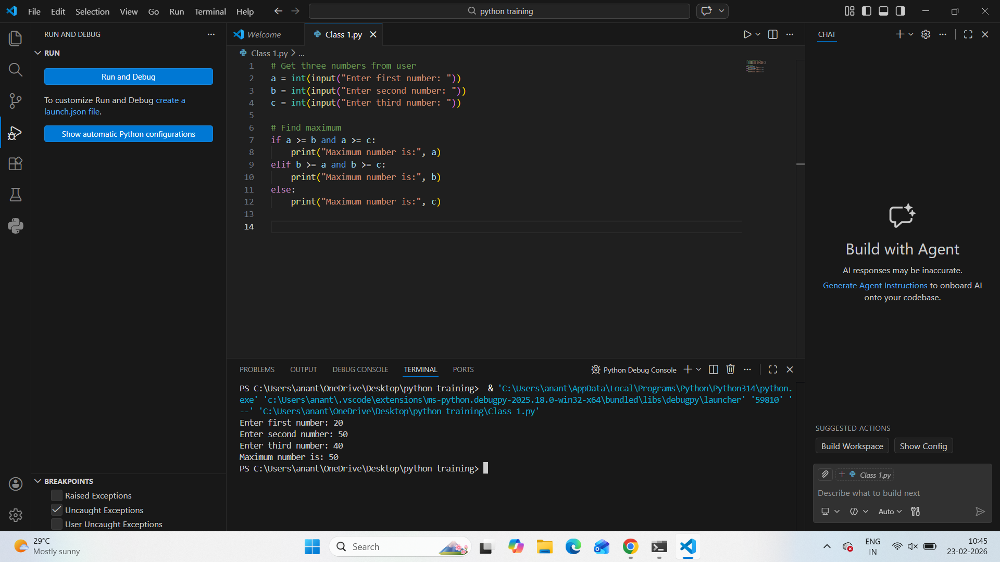 File Edit Selection View Go Run Terminal Help
python training
RUN AND DEBUG
RUN
Run and Debug
To customize Run and Debug create a
launch.json file.
Show automatic Python configurations
BREAKPOINTS
Raised Exceptions
Uncaught Exceptions
User Uncaught Exceptions
Welcome
Class 1.py
Class 1.py > ...
1 # Get three numbers from user
2 a = int(input("Enter first number: "))
3 b = int(input("Enter second number: "))
4 c = int(input("Enter third number: "))
5
6 # Find maximum
7 if a >= b and a >= c:
8     print("Maximum number is:", a)
9 elif b >= a and b >= c:
10     print("Maximum number is:", b)
11 else:
12     print("Maximum number is:", c)
13
14
PROBLEMS OUTPUT DEBUG CONSOLE TERMINAL PORTS
Python Debug Console
PS C:\Users\anant\OneDrive\Desktop\python training>  & 'C:\Users\anant\AppData\Local\Programs\Python\Python314\python.
exe' 'c:\Users\anant\.vscode\extensions\ms-python.debugpy-2025.18.0-win32-x64\bundled\libs\debugpy\launcher' '59810' '
--' 'C:\Users\anant\OneDrive\Desktop\python training\Class 1.py'
Enter first number: 20
Enter second number: 50
Enter third number: 40
Maximum number is: 50
PS C:\Users\anant\OneDrive\Desktop\python training>
CHAT
Build with Agent
AI responses may be inaccurate.
Generate Agent Instructions to onboard AI
onto your codebase.
SUGGESTED ACTIONS
Build Workspace Show Config
Class 1.py
Describe what to build next
Auto
29°C
Mostly sunny
Search
ENG
IN
10:45
23-02-2026